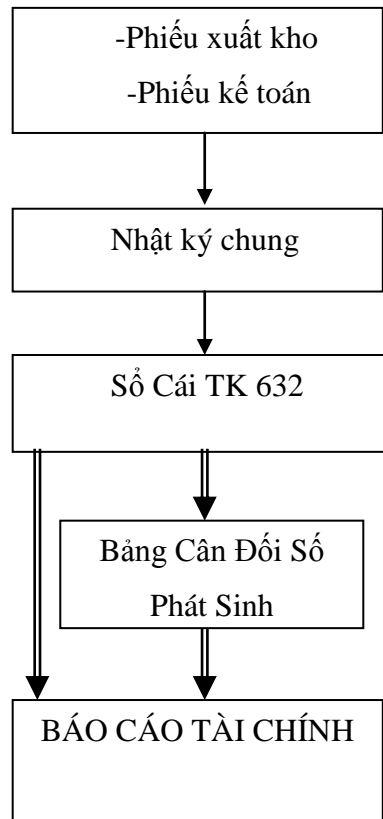 -Phiếu xuất kho
-Phiếu kế toán
Nhật ký chung
Sổ Cái TK 632
Bảng Cân Đối Số
Phát Sinh
BÁO CÁO TÀI CHÍNH